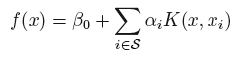 f(x) = β₀ + ∑_{i∈𝒮} α_i K(x, x_i)